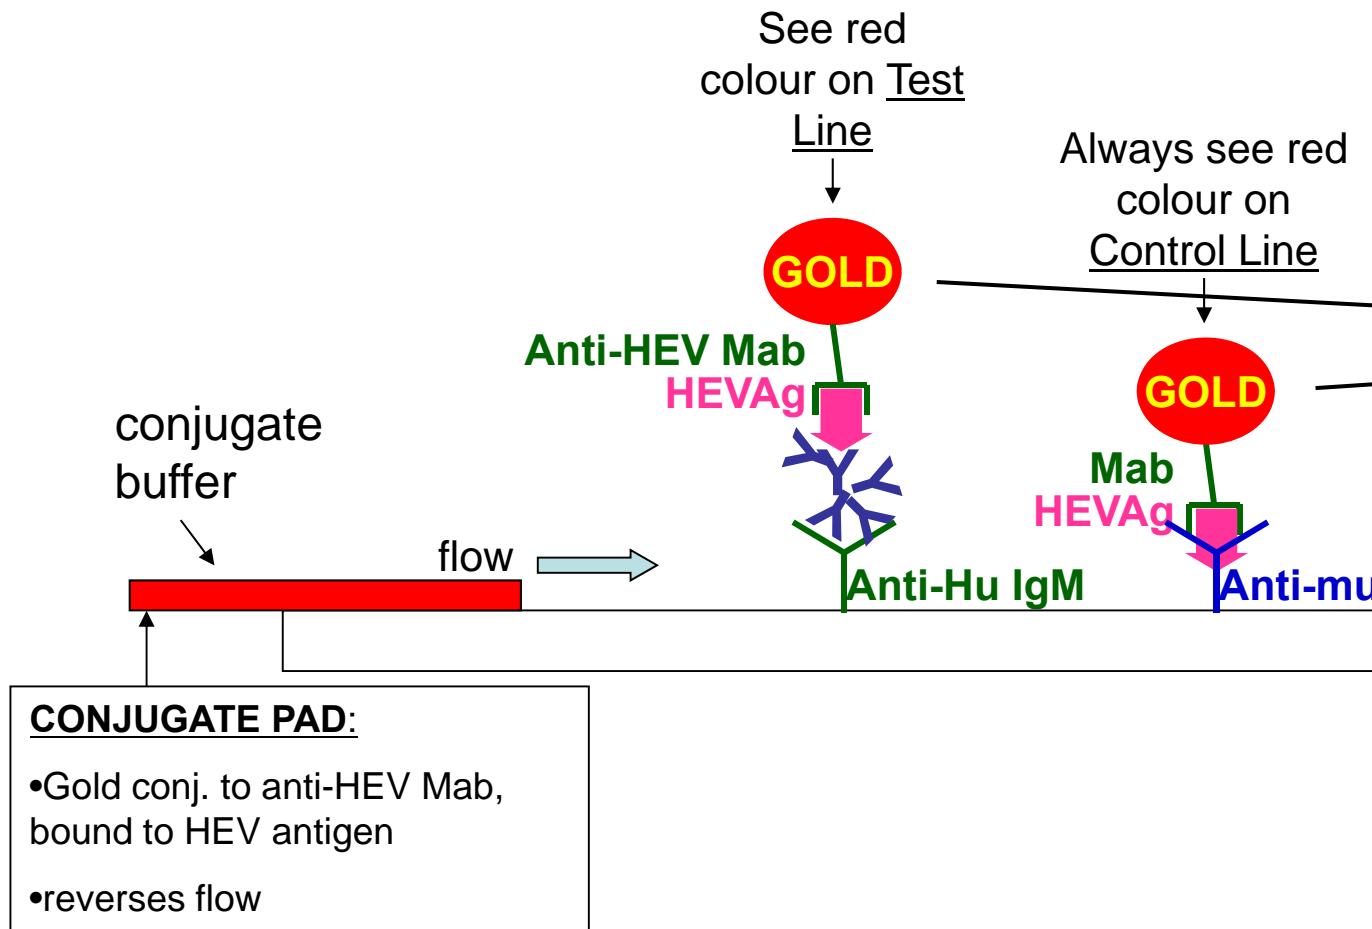 See red
colour on Test
Line
Always see red
colour on
Control Line
GOLD
GOLD
Anti-HEV Mab
HEVAg
Mab
HEVAg
conjugate
buffer
flow
Anti-Hu IgM
Anti-mu
CONJUGATE PAD:
•Gold conj. to anti-HEV Mab,
bound to HEV antigen
•reverses flow